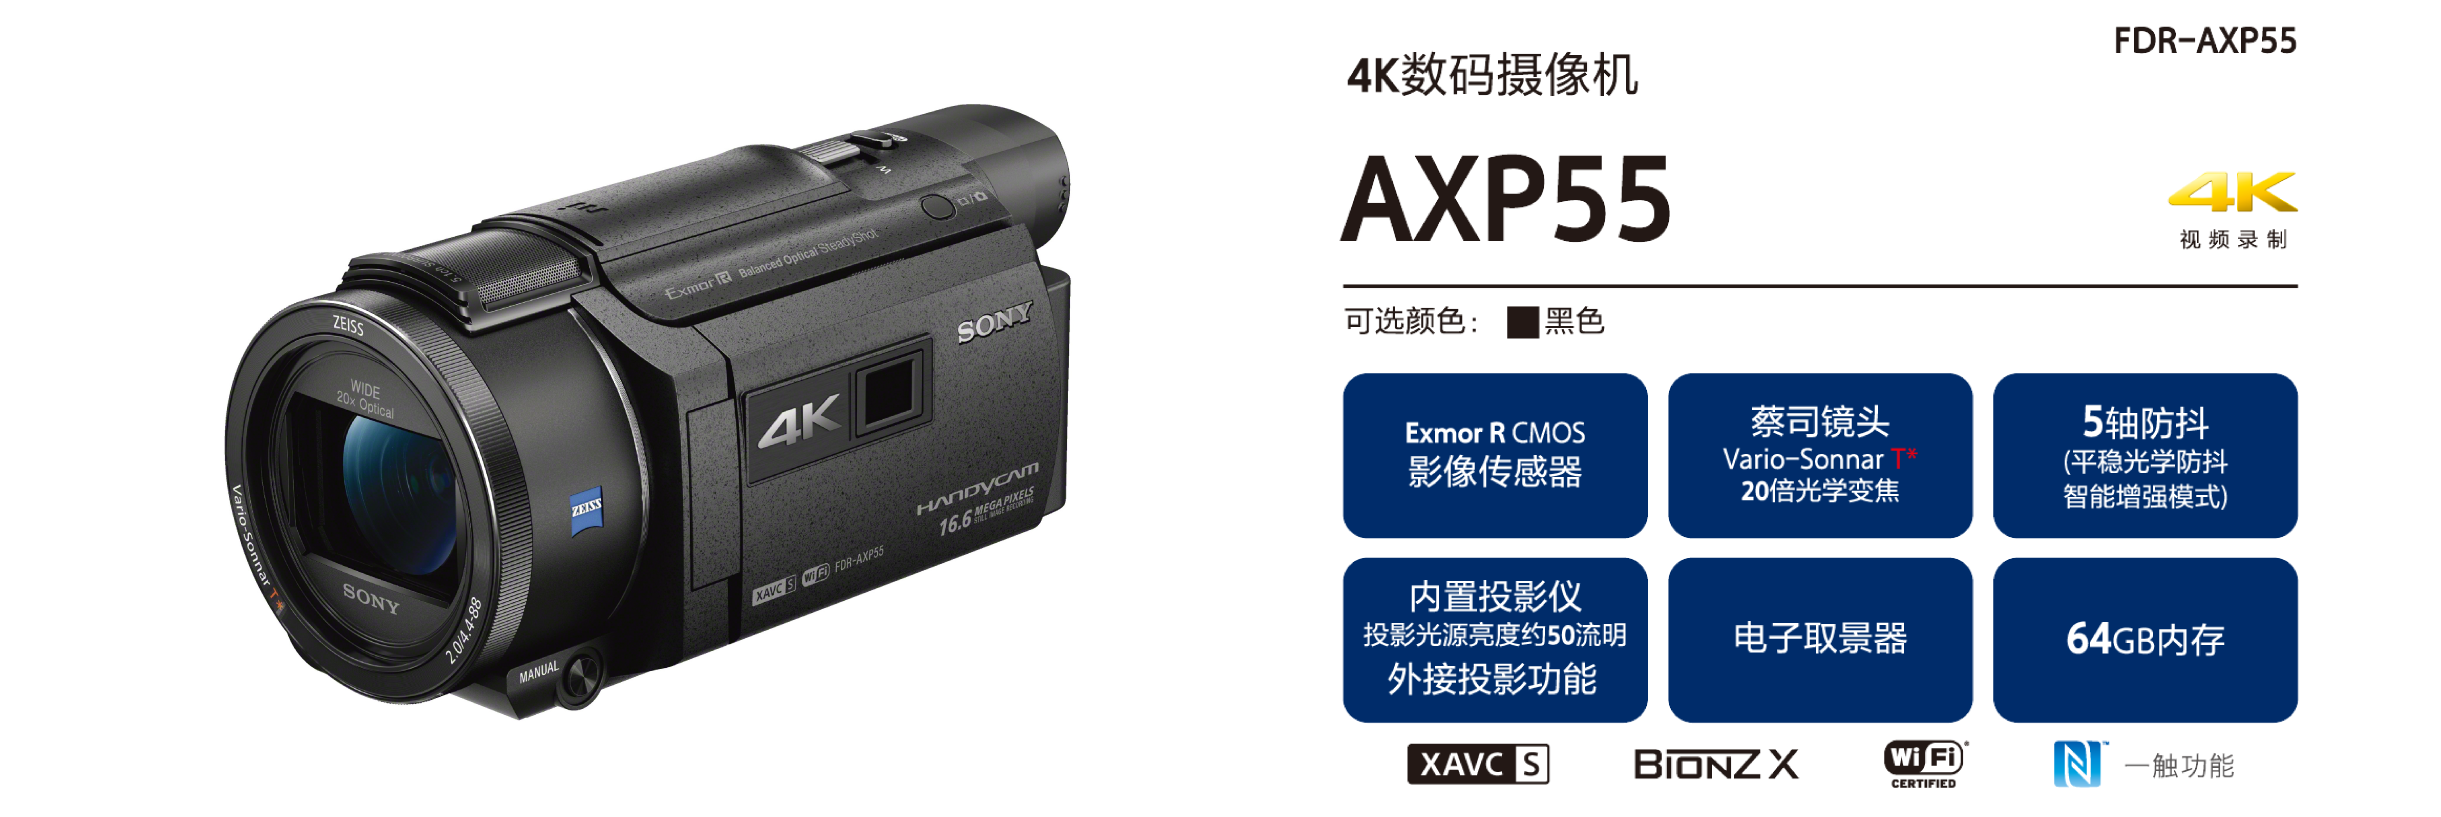 FDR-AXP55
4K数码摄像机
AXP55
4K
视频录制
可选颜色： 黑色
Exmor R CMOS
影像传感器
蔡司镜头
Vario-Sonnar T*
20倍光学变焦
5轴防抖
(平稳光学防抖
智能增强模式)
内置投影仪
投影光源亮度约50流明
外接投影功能
电子取景器
64GB内存
XAVC S
BIONZ X
Wi Fi
CERTIFIED
N 一触功能
W
Exmor R Balanced Optical SteadyShot
SONY
ZEISS
WIDE
20x Optical
4K
ZEISS
HANDYCAM
16.6 MEGA PIXELS
STILL IMAGE RECORDING
XAVC S Wi Fi FDR-AXP55
Vario-Sonnar T*
SONY
2.0/4.4-88
MANUAL